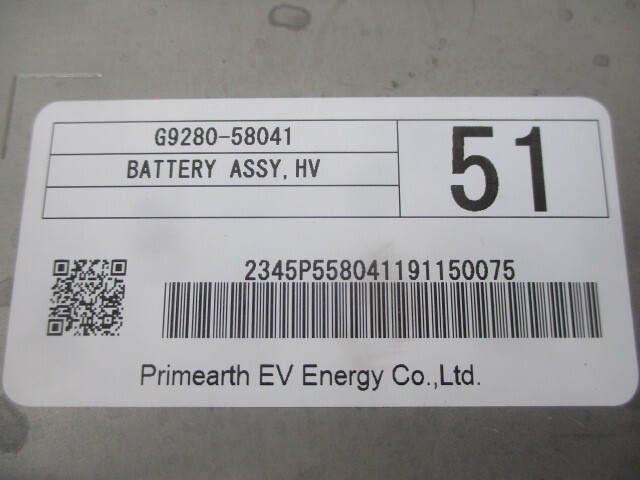 G9280-58041
BATTERY ASSY,HV
51
2345P558041191150075
Primearth EV Energy Co.,Ltd.